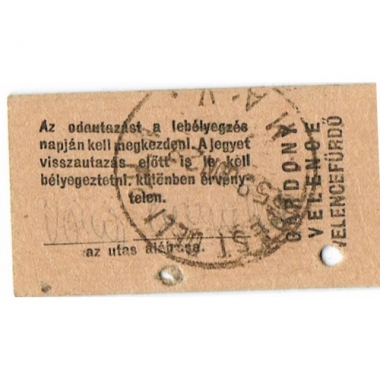 Az odautazást a lebélyegzés
napján kell megkezdeni. A jegyet
visszautazás előtt is le kell
bélyegeztetni, különben érvény-
telen.
az utas aláírása.
GÁRDONY
VELENCE
VELENCEFÜRDŐ
M.A.V.